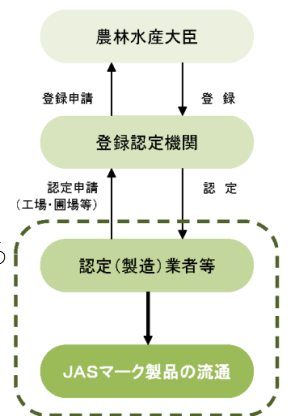 農林水産大臣
登録申請
登 録
登録認定機関
認定申請
(工場・圃場等)
認 定
る
認定(製造)業者等
JASマーク製品の流通